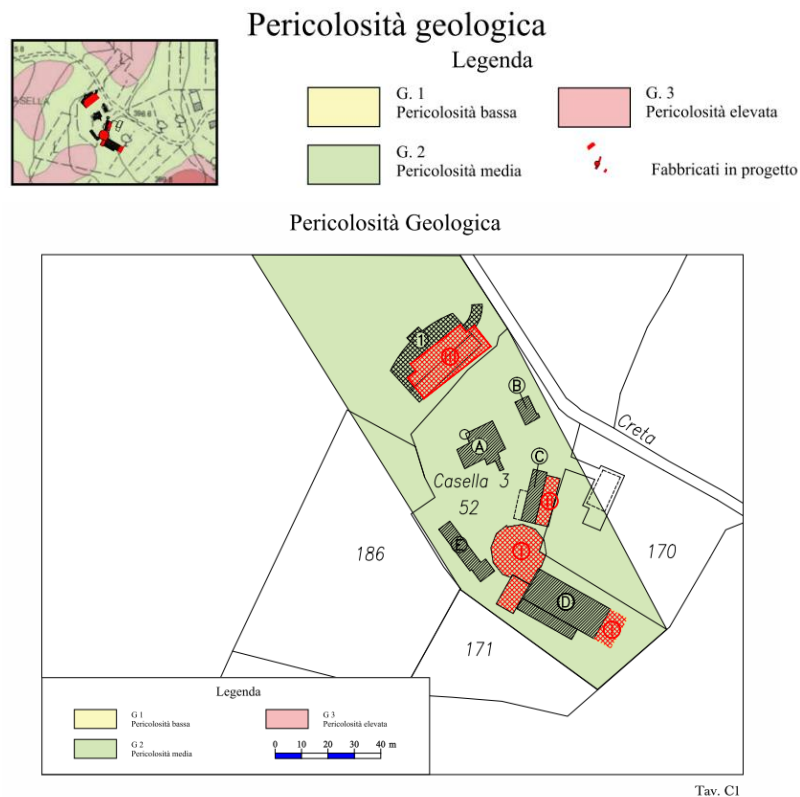 Pericolosità geologica
Legenda
G. 1
Pericolosità bassa
G. 3
Pericolosità elevata
G. 2
Pericolosità media
Fabbricati in progetto
Pericolosità Geologica
1
B
A
C
Creta
Casella 3
52
E
186
170
D
171
Legenda
G 1
Pericolosità bassa
G 3
Pericolosità elevata
G 2
Pericolosità media
0 10 20 30 40 m
Tav. C1